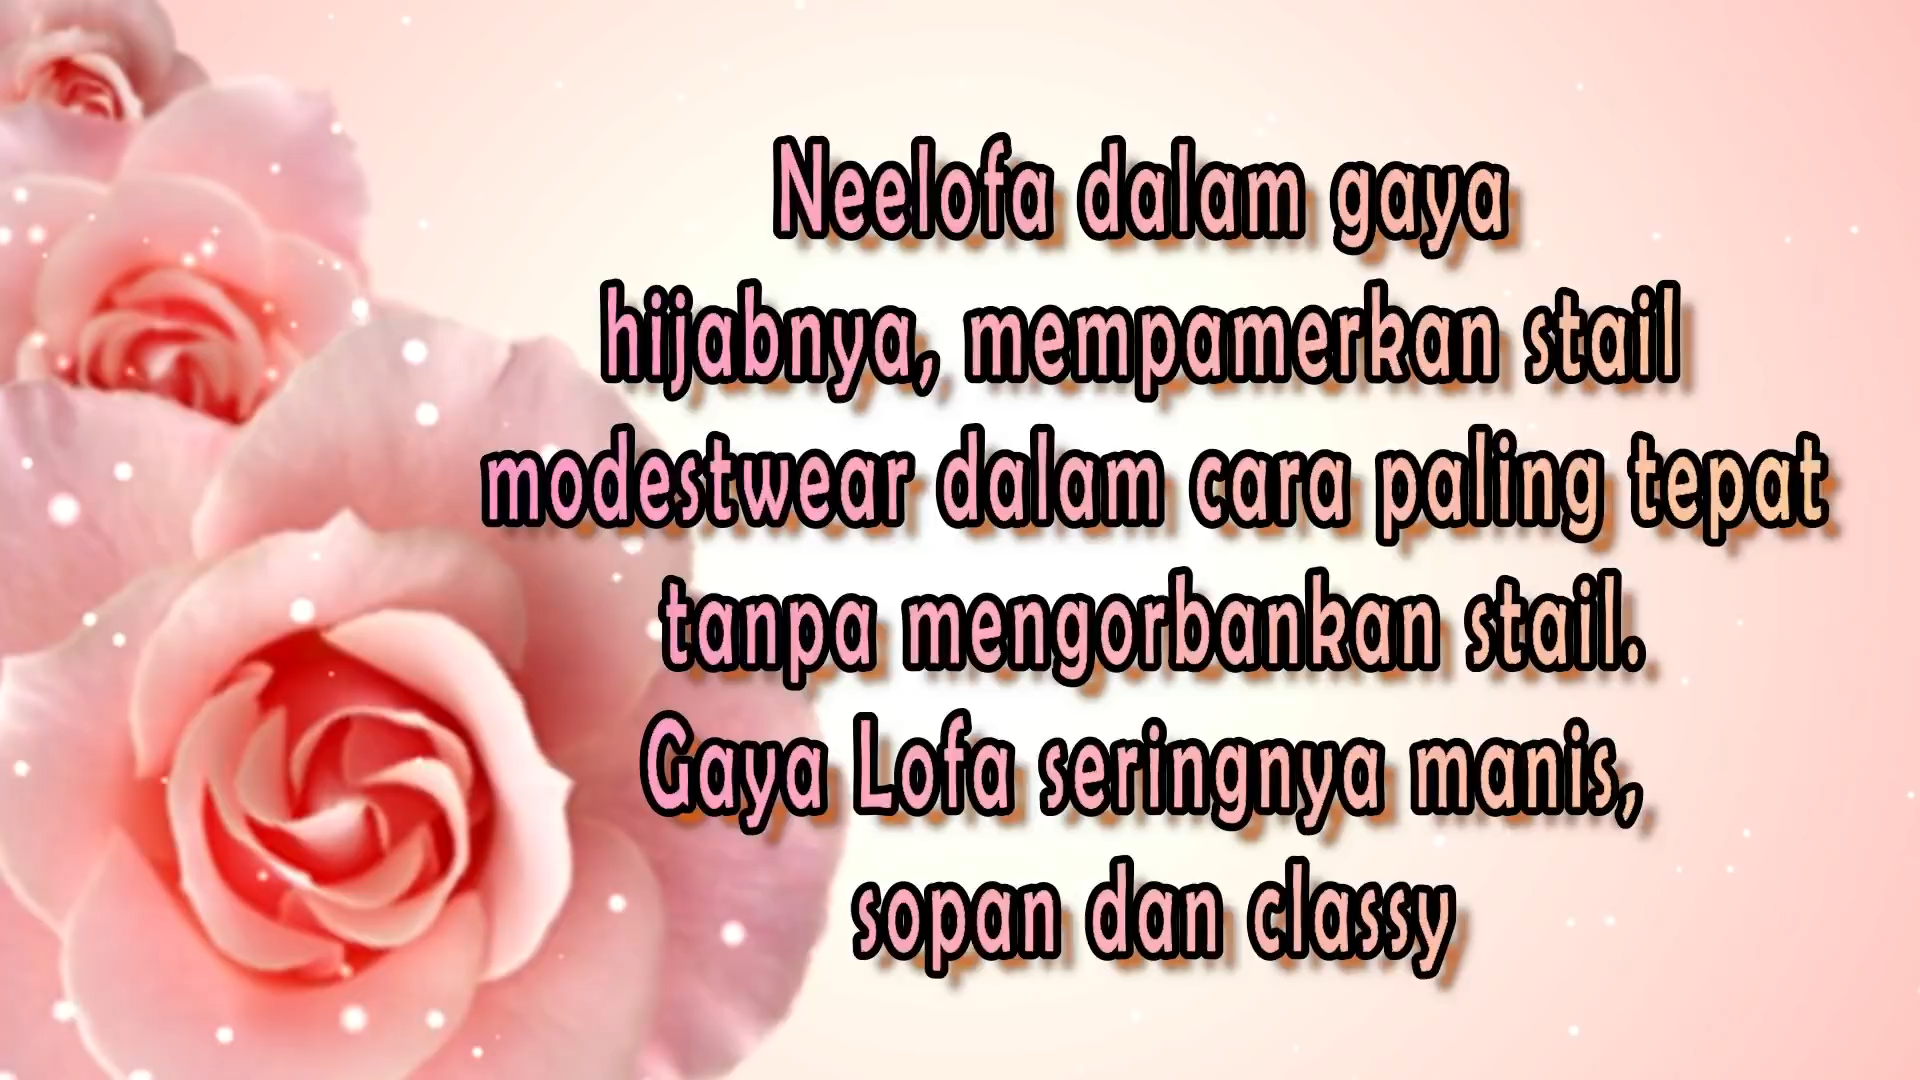 Neelofa dalam gaya
hijabnya, mempamerkan stail
modestwear dalam cara paling tepat
tanpa mengorbankan stail.
Gaya Lofa seringnya manis,
sopan dan classy